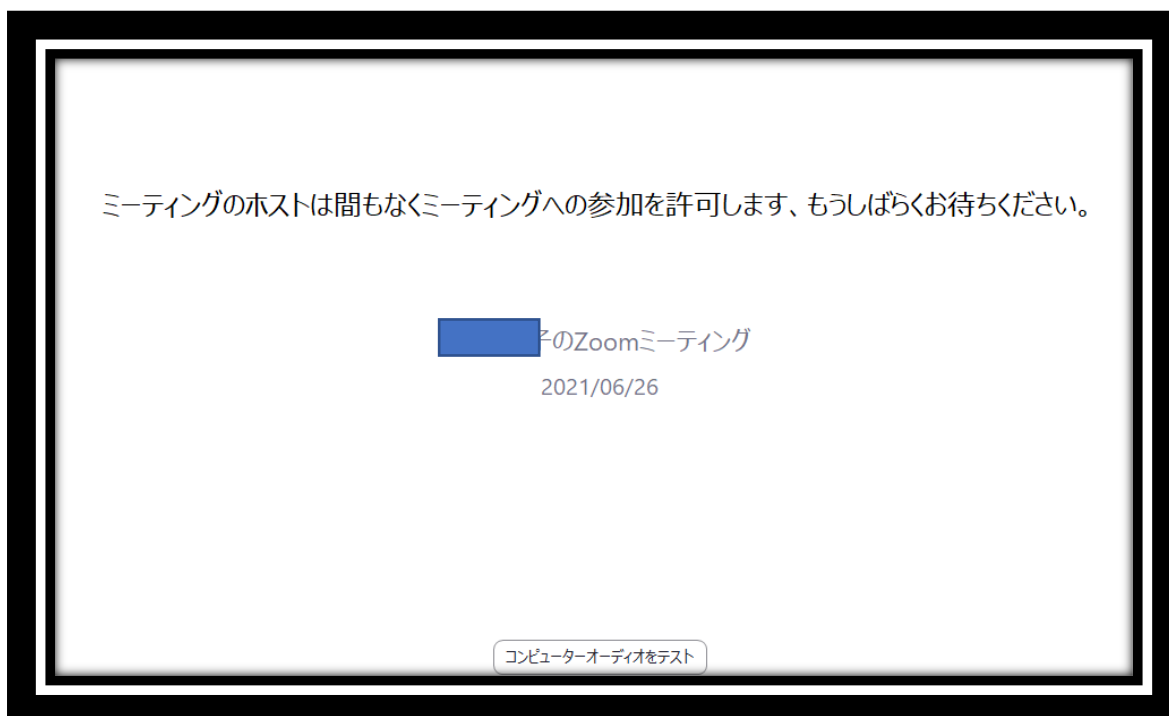 ミーティングのホストは間もなくミーティングへの参加を許可します、もうしばらくお待ちください。
子のZoomミーティング
2021/06/26
コンピューターオーディオをテスト